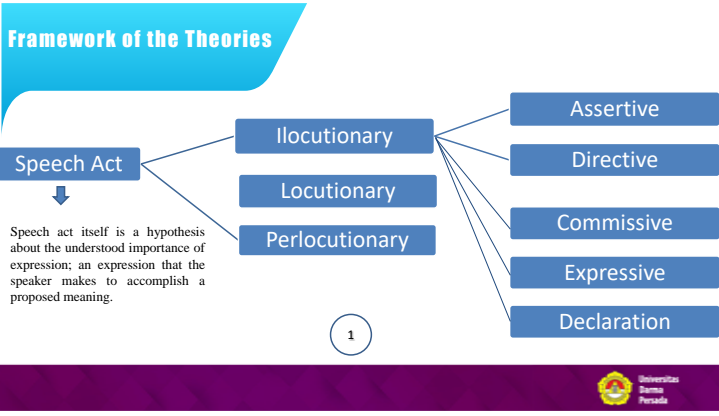 Framework of the Theories
Speech Act
Speech act itself is a hypothesis
about the understood importance of
expression; an expression that the
speaker makes to accomplish a
proposed meaning.
Ilocutionary
Locutionary
Perlocutionary
Assertive
Directive
Commissive
Expressive
Declaration
1
Universitas
Darma
Persada